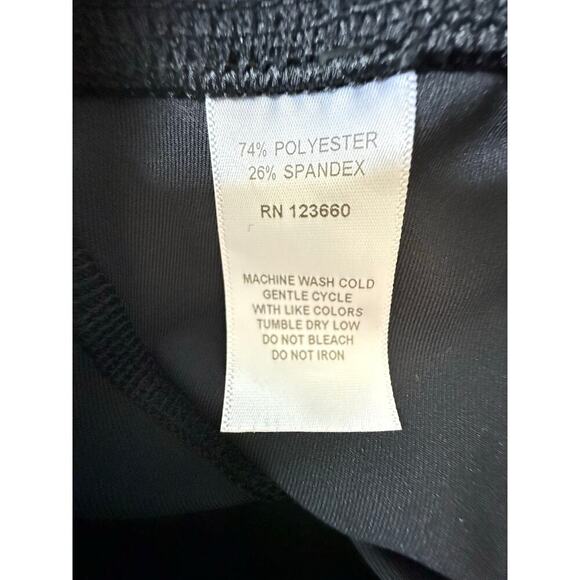 74% POLYESTER
26% SPANDEX
RN 123660
MACHINE WASH COLD
GENTLE CYCLE
WITH LIKE COLORS
TUMBLE DRY LOW
DO NOT BLEACH
DO NOT IRON